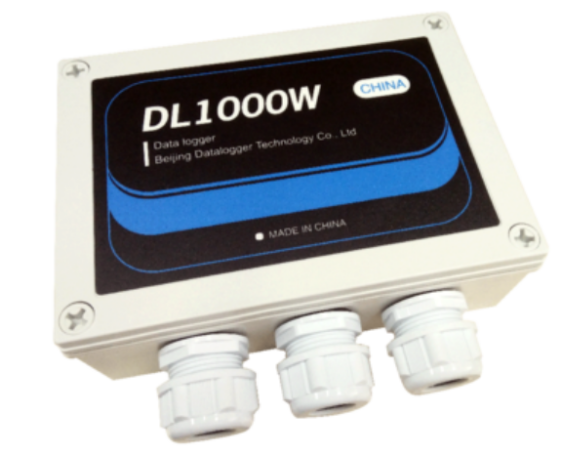 DL1000W
CHINA
Data logger
Beijing Datalogger Technology Co., Ltd
MADE IN CHINA